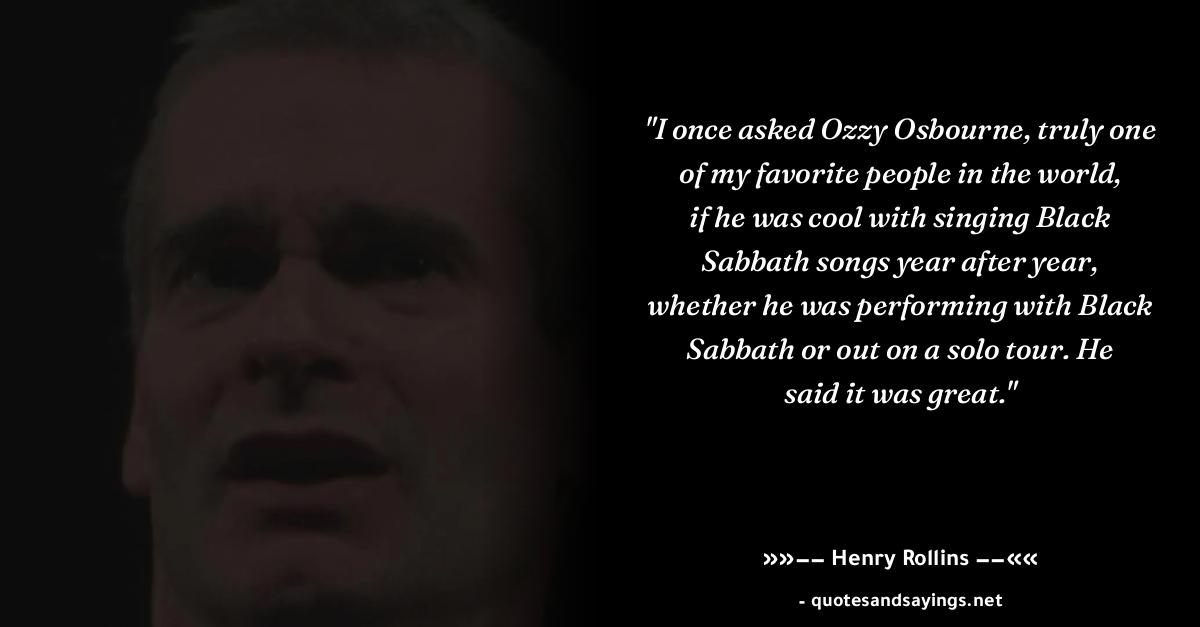 "I once asked Ozzy Osbourne, truly one
of my favorite people in the world,
if he was cool with singing Black
Sabbath songs year after year,
whether he was performing with Black
Sabbath or out on a solo tour. He
said it was great."
»»–– Henry Rollins ––««
- quotesandsayings.net